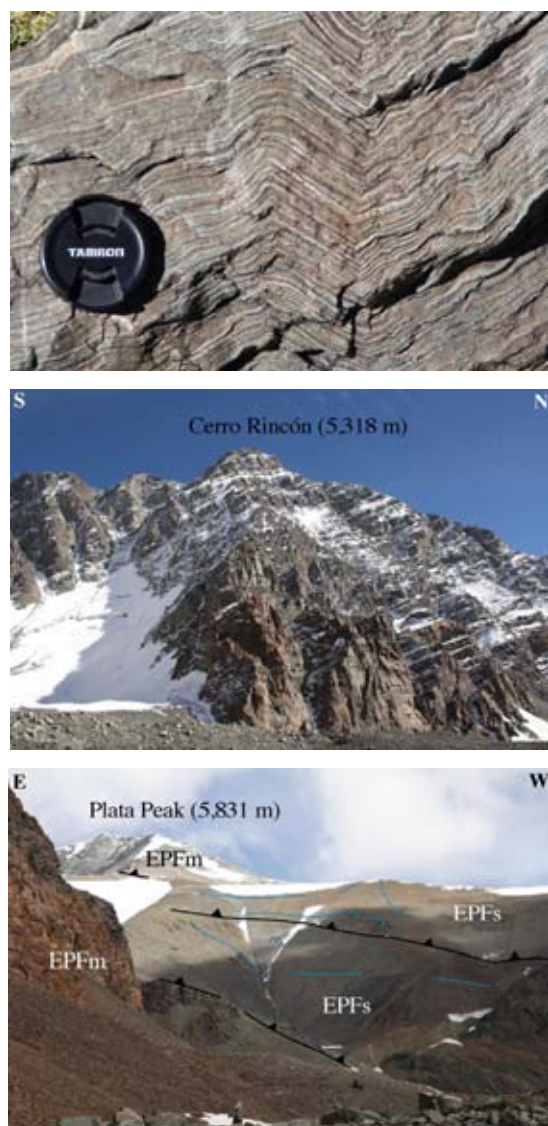 TAMRON
S
N
Cerro Rincón (5,318 m)
E
W
Plata Peak (5,831 m)
EPFm
EPFs
EPFm
EPFs